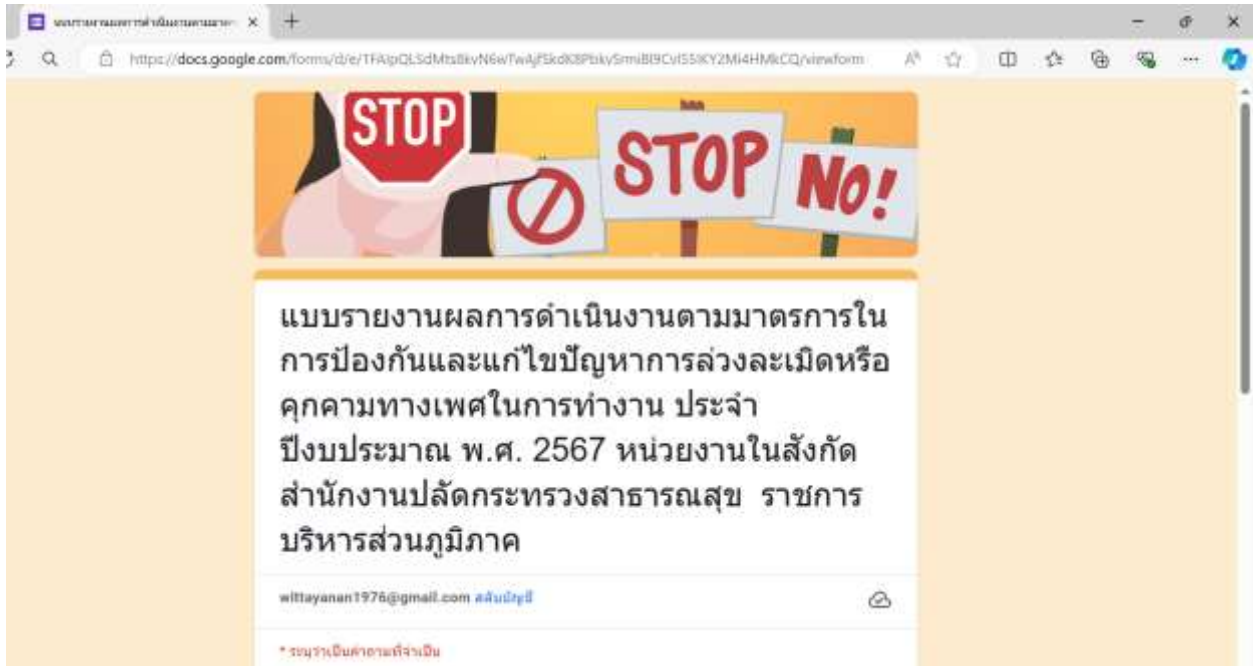 https://docs.google.com/forms/d/e/
STOP
STOP
No!
แบบรายงานผลการดำเนินงานตามมาตรการใน
การป้องกันและแก้ไขปัญหาการล่วงละเมิดหรือ
คุกคามทางเพศในการทำงาน ประจำ
ปีงบประมาณ พ.ศ. 2567 หน่วยงานในสังกัด
สำนักงานปลัดกระทรวงสาธารณสุข ราชการ
บริหารส่วนภูมิภาค
wittayanan1976@gmail.com สลับบัญชี
* ระบุว่าเป็นคำถามที่จำเป็น